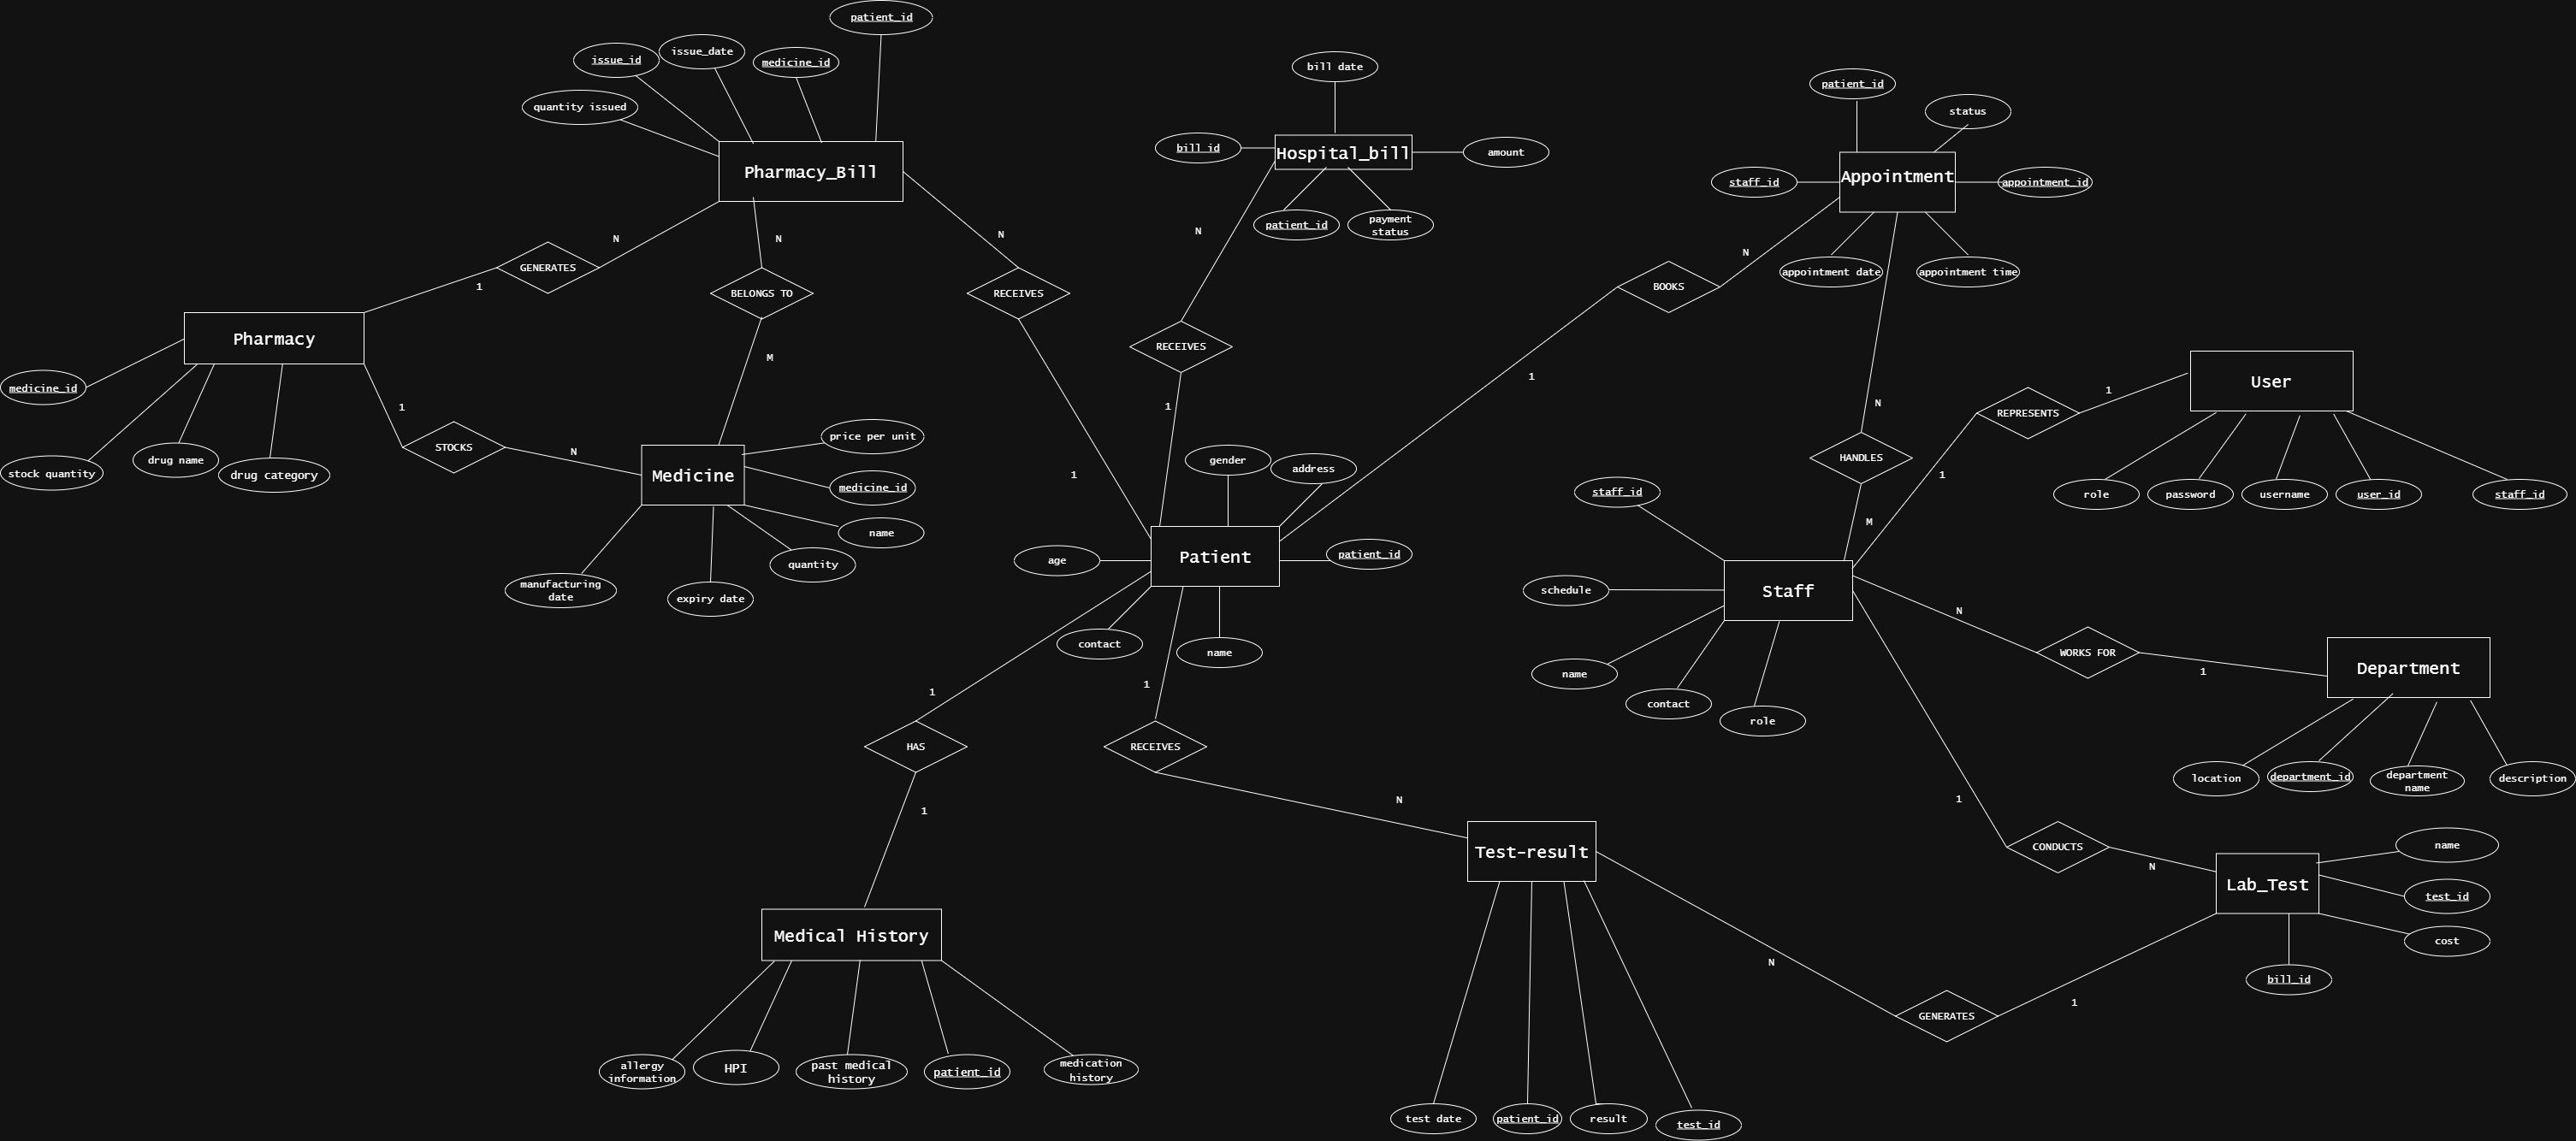 patient_id
issue_id
issue_date
medicine_id
quantity issued
Pharmacy_Bill
bill date
bill id
Hospital_bill
amount
patient_id
payment
status
patient_id
status
staff_id
Appointment
appointment_id
appointment date
appointment time
N
GENERATES
1
N
BELONGS TO
M
N
RECEIVES
1
N
RECEIVES
1
N
BOOKS
1
N
HANDLES
M
Pharmacy
medicine_id
stock quantity
drug name
drug category
1
STOCKS
N
Medicine
price per unit
medicine_id
name
quantity
expiry date
manufacturing
date
User
1
REPRESENTS
1
role
password
username
user_id
staff_id
gender
address
age
Patient
patient_id
contact
name
staff_id
schedule
Staff
name
contact
role
N
WORKS FOR
1
Department
location
department_id
department
name
description
1
HAS
1
1
RECEIVES
N
1
CONDUCTS
N
Test-result
Lab_Test
name
test_id
cost
bill_id
N
GENERATES
1
Medical History
allergy
information
HPI
past medical
history
patient_id
medication
history
test date
patient_id
result
test_id